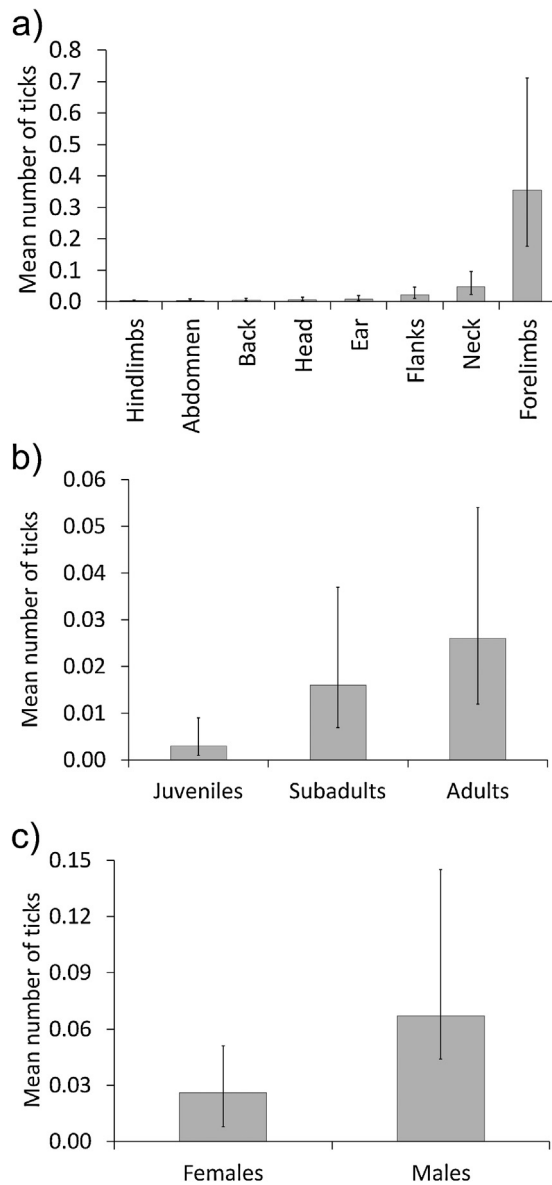 a)
Mean number of ticks
0.8
0.7
0.6
0.5
0.4
0.3
0.2
0.1
0.0
Hindlimbs
Abdomnen
Back
Head
Ear
Flanks
Neck
Forelimbs
b)
Mean number of ticks
0.06
0.05
0.04
0.03
0.02
0.01
0.00
Juveniles Subadults Adults
c)
Mean number of ticks
0.15
0.12
0.09
0.06
0.03
0.00
Females Males